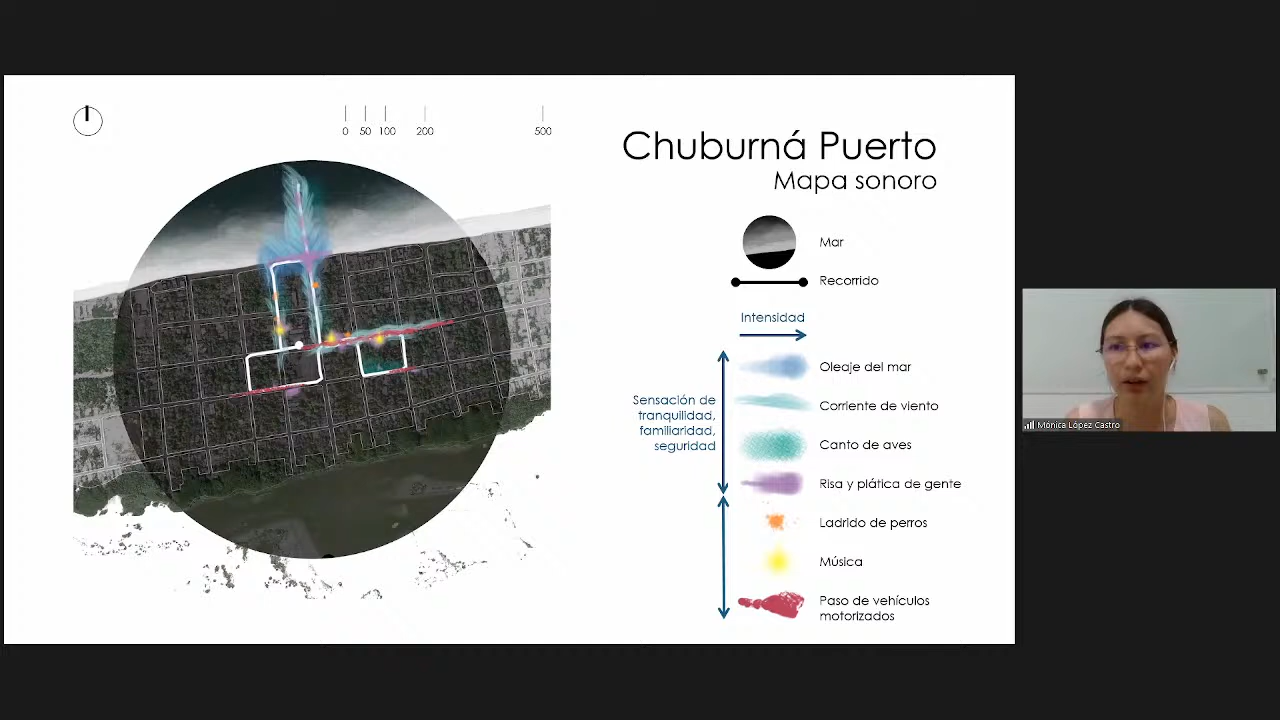 0 50 100 200 500
Chuburná Puerto
Mapa sonoro
Mar
Recorrido
Intensidad
Oleaje del mar
Sensación de
tranquilidad,
familiaridad,
seguridad
Corriente de viento
Canto de aves
Risa y plática de gente
Ladrido de perros
Música
Paso de vehículos
motorizados
Mónica López Castro